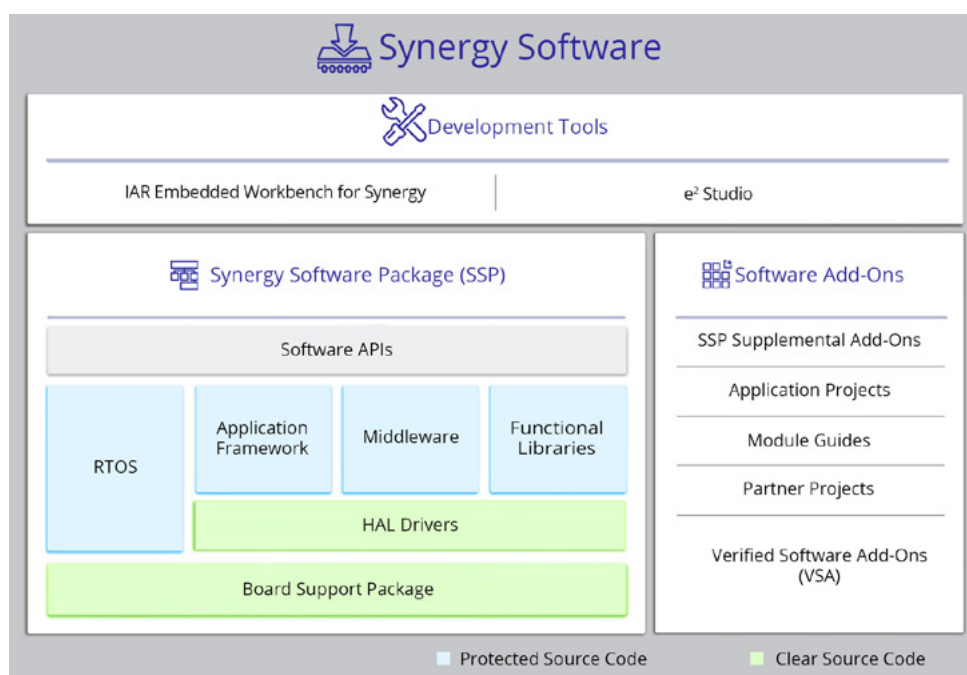 Synergy Software
Development Tools
IAR Embedded Workbench for Synergy
e² Studio
Synergy Software Package (SSP)
Software APIs
RTOS
Application
Framework
Middleware
Functional
Libraries
HAL Drivers
Board Support Package
Software Add-Ons
SSP Supplemental Add-Ons
Application Projects
Module Guides
Partner Projects
Verified Software Add-Ons
(VSA)
Protected Source Code
Clear Source Code